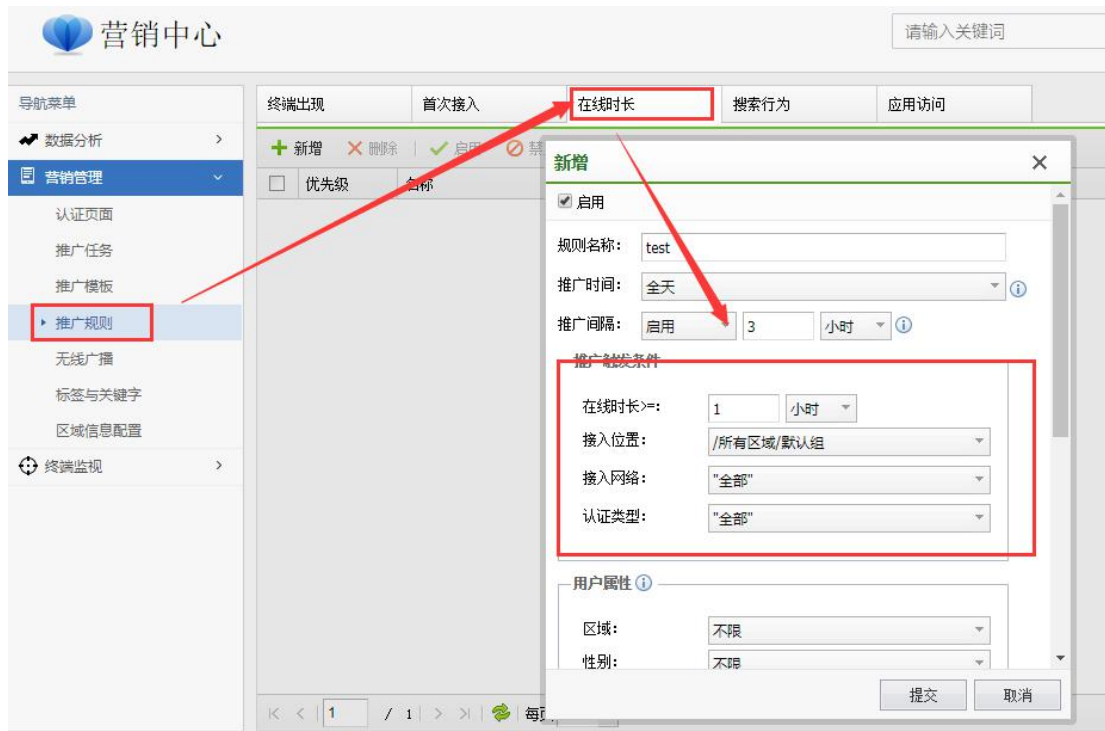 营销中心
请输入关键词
导航菜单
数据分析
营销管理
认证页面
推广任务
推广模板
推广规则
无线广播
标签与关键字
区域信息配置
终端监视
终端出现 首次接入 在线时长 搜索行为 应用访问
新增 删除 启用 禁
优先级 名称
新增
启用
规则名称: test
推广时间: 全天
推广间隔: 启用 3 小时
推广触发条件
在线时长>=: 1 小时
接入位置: /所有区域/默认组
接入网络: "全部"
认证类型: "全部"
用户属性
区域: 不限
性别: 不限
提交 取消
1 / 1 每页